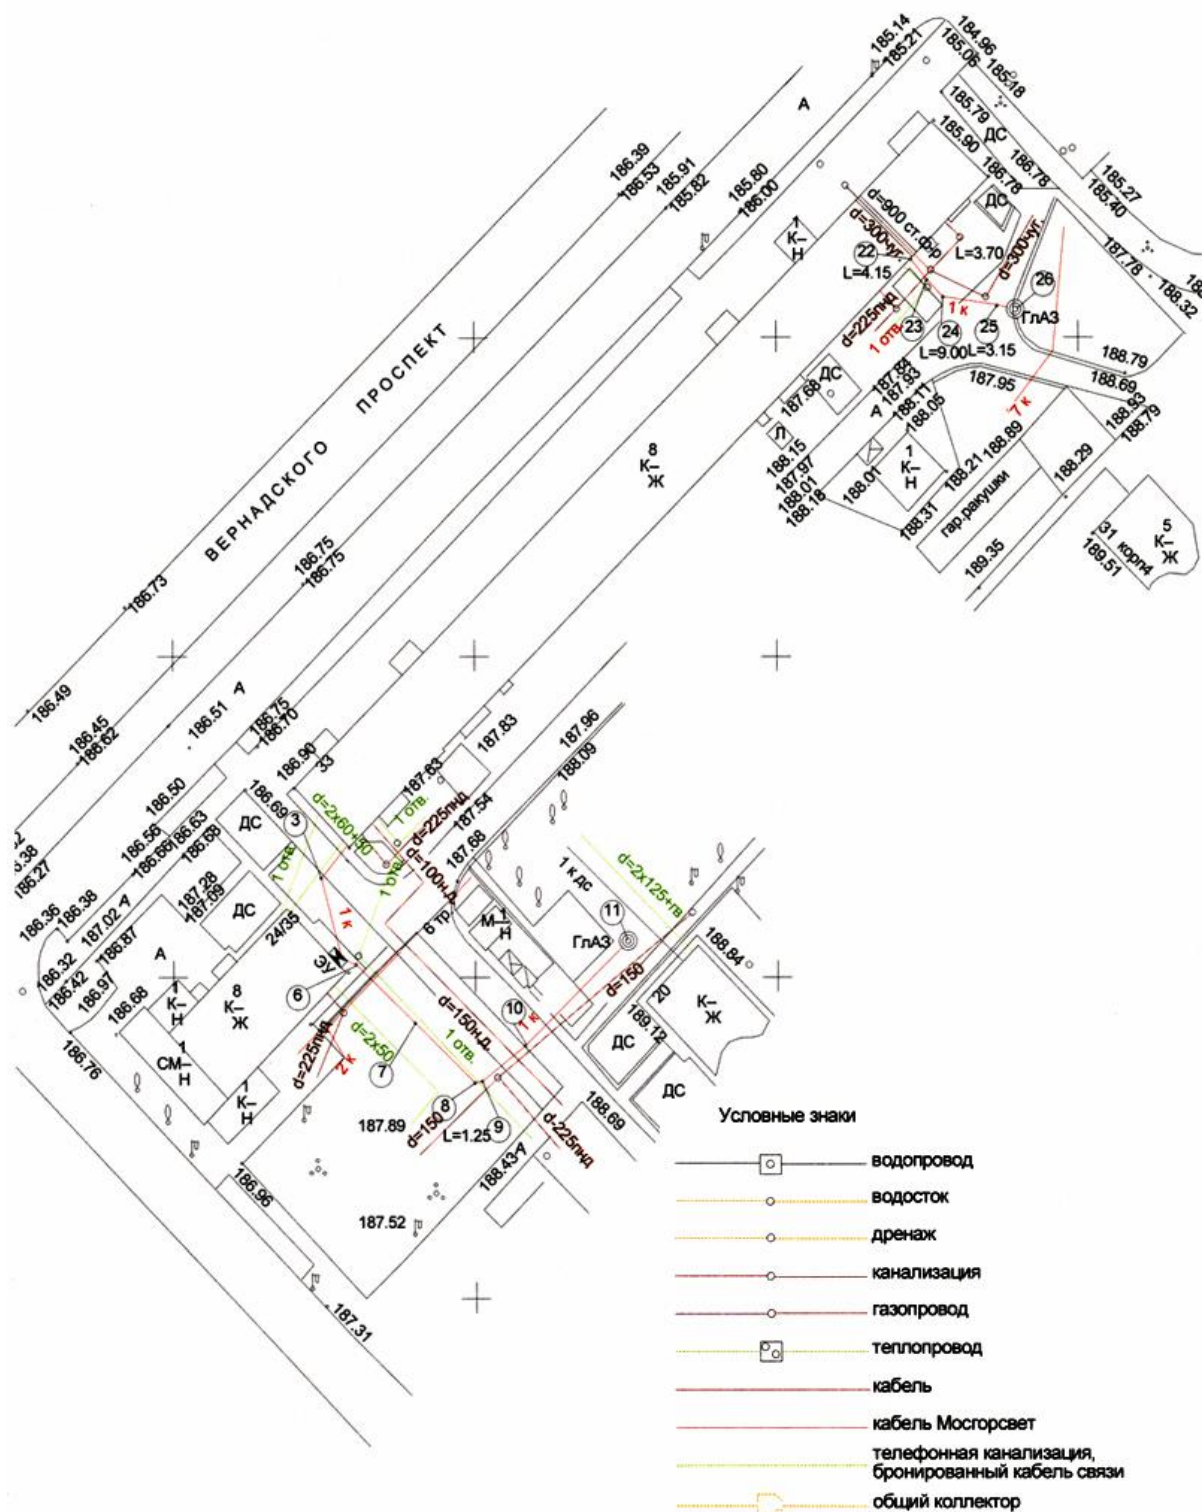 185.14
185.21
184.96
185.06
185.18
А
185.79
ДС
185.90
186.78
186.78
185.27
185.40
186.39
186.53
185.91
185.82
185.80
186.00
ДС
d=900 ст.ф-р
d=300чуг.
1
К–
Н
22
L=4.15
L=3.70
d=300чуг.
26
187.78
188.32
ГлАЗ
1 к
d=225пнд
1 отв.
23
24
25
L=9.00
L=3.15
188.79
188.69
187.95
7 к
188.93
188.79
ДС
187.68
187.84
187.93
А
188.11
188.05
Л
188.15
187.97
188.01
188.18
188.01
1
К–
Н
188.21
188.89
188.31
гар.ракушки
188.29
189.35
31 корп4
189.51
5
К–
Ж
8
К–
Ж
ВЕРНАДСКОГО ПРОСПЕКТ
186.75
186.75
186.73
186.49
186.45
186.62
186.51
А
186.75
186.70
186.90
33
187.83
187.63
187.96
188.09
186.50
186.56
186.66
186.63
186.68
186.69
ДС
3
d=2х60+50
1 отв.
d=225пнд
187.54
187.68
d=100н.д.
1 отв.
1 отв.
186.27
186.36
186.38
187.02
А
186.87
187.28
187.09
ДС
24/35
1 к
6 тр.
М–
1
Н
1 к дс
11
ГлАЗ
d=2х125+гв
186.32
186.42
186.97
А
186.68
1
К–
Н
8
К–
Ж
ЭУ
6
10
1 к
d=150
188.84
20
К–
Ж
189.12
ДС
ДС
d=150н.д.
1 отв.
d=2х50
7
d=225пнд
2 к
186.76
1
СМ–
Н
1
К–
Н
8
9
187.89
d=150
L=1.25
d-225пнд
188.69
188.43
А
186.96
187.52
187.31
Условные знаки
водопровод
водосток
дренаж
канализация
газопровод
теплопровод
кабель
кабель Мосгорсвет
телефонная канализация,
бронированный кабель связи
общий коллектор